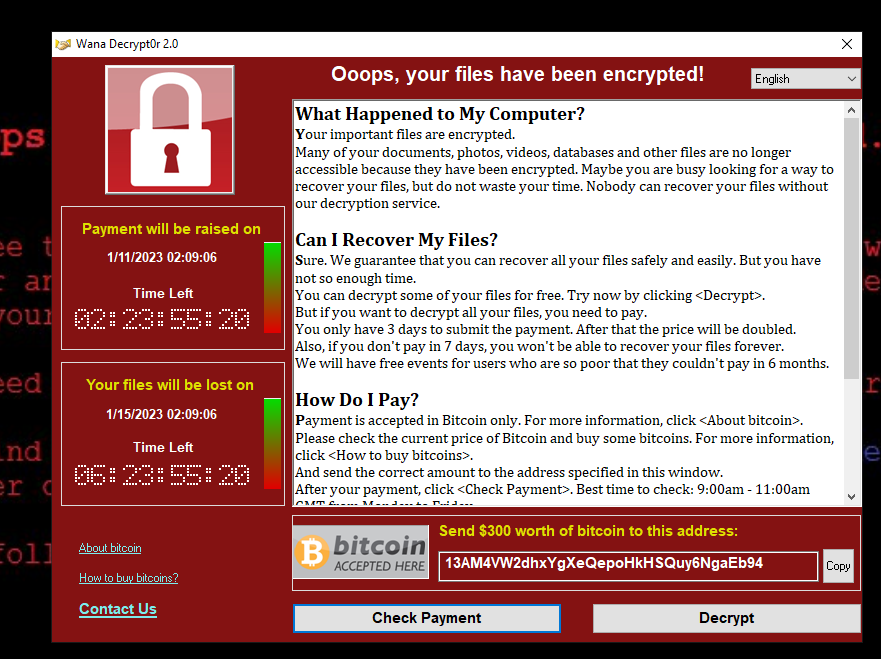 Wana Decrypt0r 2.0
Ooops, your files have been encrypted!
English
Payment will be raised on
1/11/2023 02:09:06
Time Left
02:23:55:20
Your files will be lost on
1/15/2023 02:09:06
Time Left
06:23:55:20
About bitcoin
How to buy bitcoins?
Contact Us
What Happened to My Computer?
Your important files are encrypted.
Many of your documents, photos, videos, databases and other files are no longer
accessible because they have been encrypted. Maybe you are busy looking for a way to
recover your files, but do not waste your time. Nobody can recover your files without
our decryption service.
Can I Recover My Files?
Sure. We guarantee that you can recover all your files safely and easily. But you have
not so enough time.
You can decrypt some of your files for free. Try now by clicking <Decrypt>.
But if you want to decrypt all your files, you need to pay.
You only have 3 days to submit the payment. After that the price will be doubled.
Also, if you don't pay in 7 days, you won't be able to recover your files forever.
We will have free events for users who are so poor that they couldn't pay in 6 months.
How Do I Pay?
Payment is accepted in Bitcoin only. For more information, click <About bitcoin>.
Please check the current price of Bitcoin and buy some bitcoins. For more information,
click <How to buy bitcoins>.
And send the correct amount to the address specified in this window.
After your payment, click <Check Payment>. Best time to check: 9:00am - 11:00am
GMT from Monday to Friday.
bitcoin
ACCEPTED HERE
Send $300 worth of bitcoin to this address:
13AM4VW2dhxYgXeQepoHkHSQuy6NgaEb94
Copy
Check Payment
Decrypt